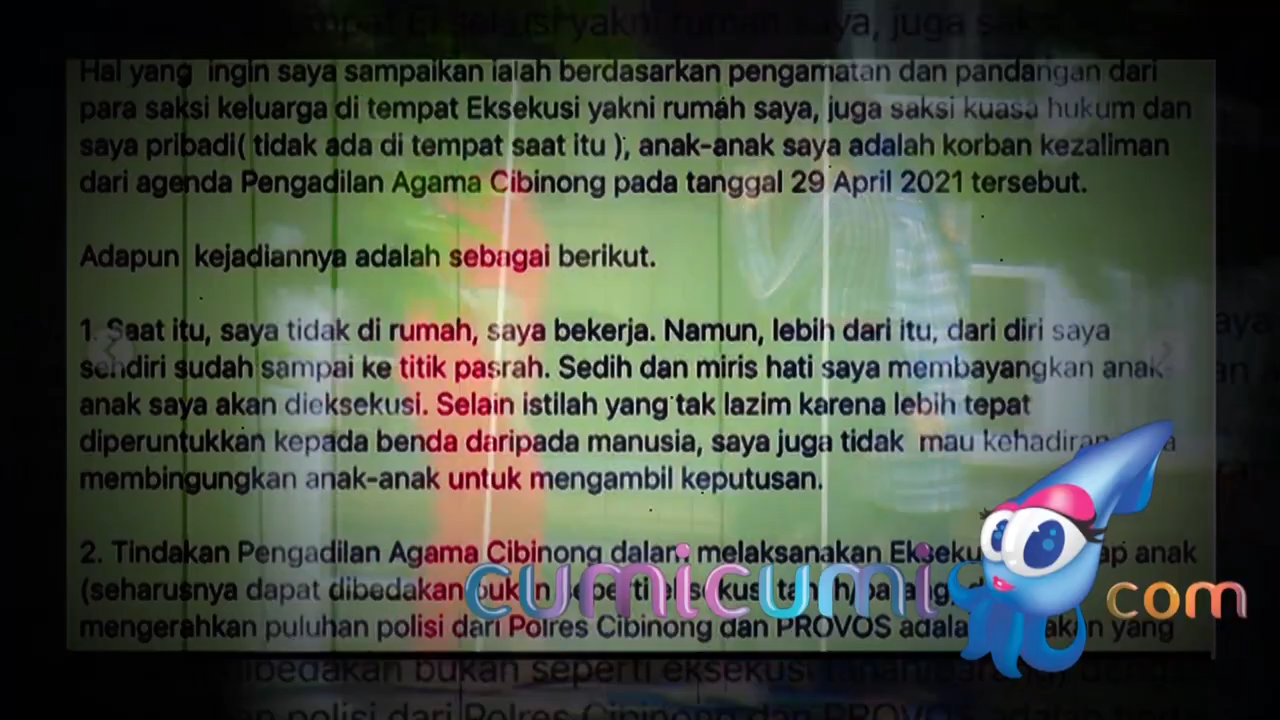 Hal yang ingin saya sampaikan ialah berdasarkan pengamatan dan pandangan dari
para saksi keluarga di tempat Eksekusi yakni rumah saya, juga saksi kuasa hukum dan
saya pribadi( tidak ada di tempat saat itu ), anak-anak saya adalah korban kezaliman
dari agenda Pengadilan Agama Cibinong pada tanggal 29 April 2021 tersebut.
Adapun kejadiannya adalah sebagai berikut.
1. Saat itu, saya tidak di rumah, saya bekerja. Namun, lebih dari itu, dari diri saya
sendiri sudah sampai ke titik pasrah. Sedih dan miris hati saya membayangkan anak-
anak saya akan dieksekusi. Selain istilah yang tak lazim karena lebih tepat
diperuntukkan kepada benda daripada manusia, saya juga tidak mau kehadiran
membingungkan anak-anak untuk mengambil keputusan.
2. Tindakan Pengadilan Agama Cibinong dalam melaksanakan anak
(seharusnya dapat dibedakan bukan seperti
mengerahkan puluhan polisi dari Polres Cibinong dan PROVOS yang
cumicumi.com